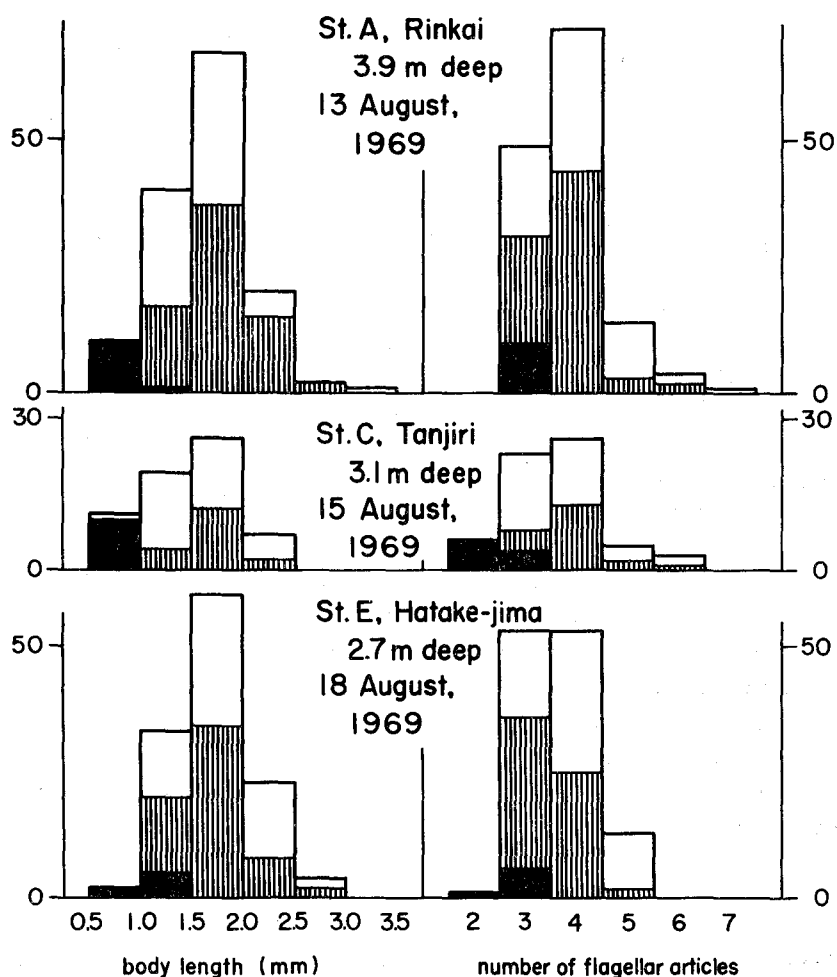 St. A, Rinkai
3.9 m deep
13 August,
1969
50
50
0
0
St. C, Tanjiri
3.1 m deep
15 August,
1969
30
30
0
0
St. E, Hatake-jima
2.7 m deep
18 August,
1969
50
50
0
0
0.5 1.0 1.5 2.0 2.5 3.0 3.5
2 3 4 5 6 7
body length (mm)
number of flagellar articles